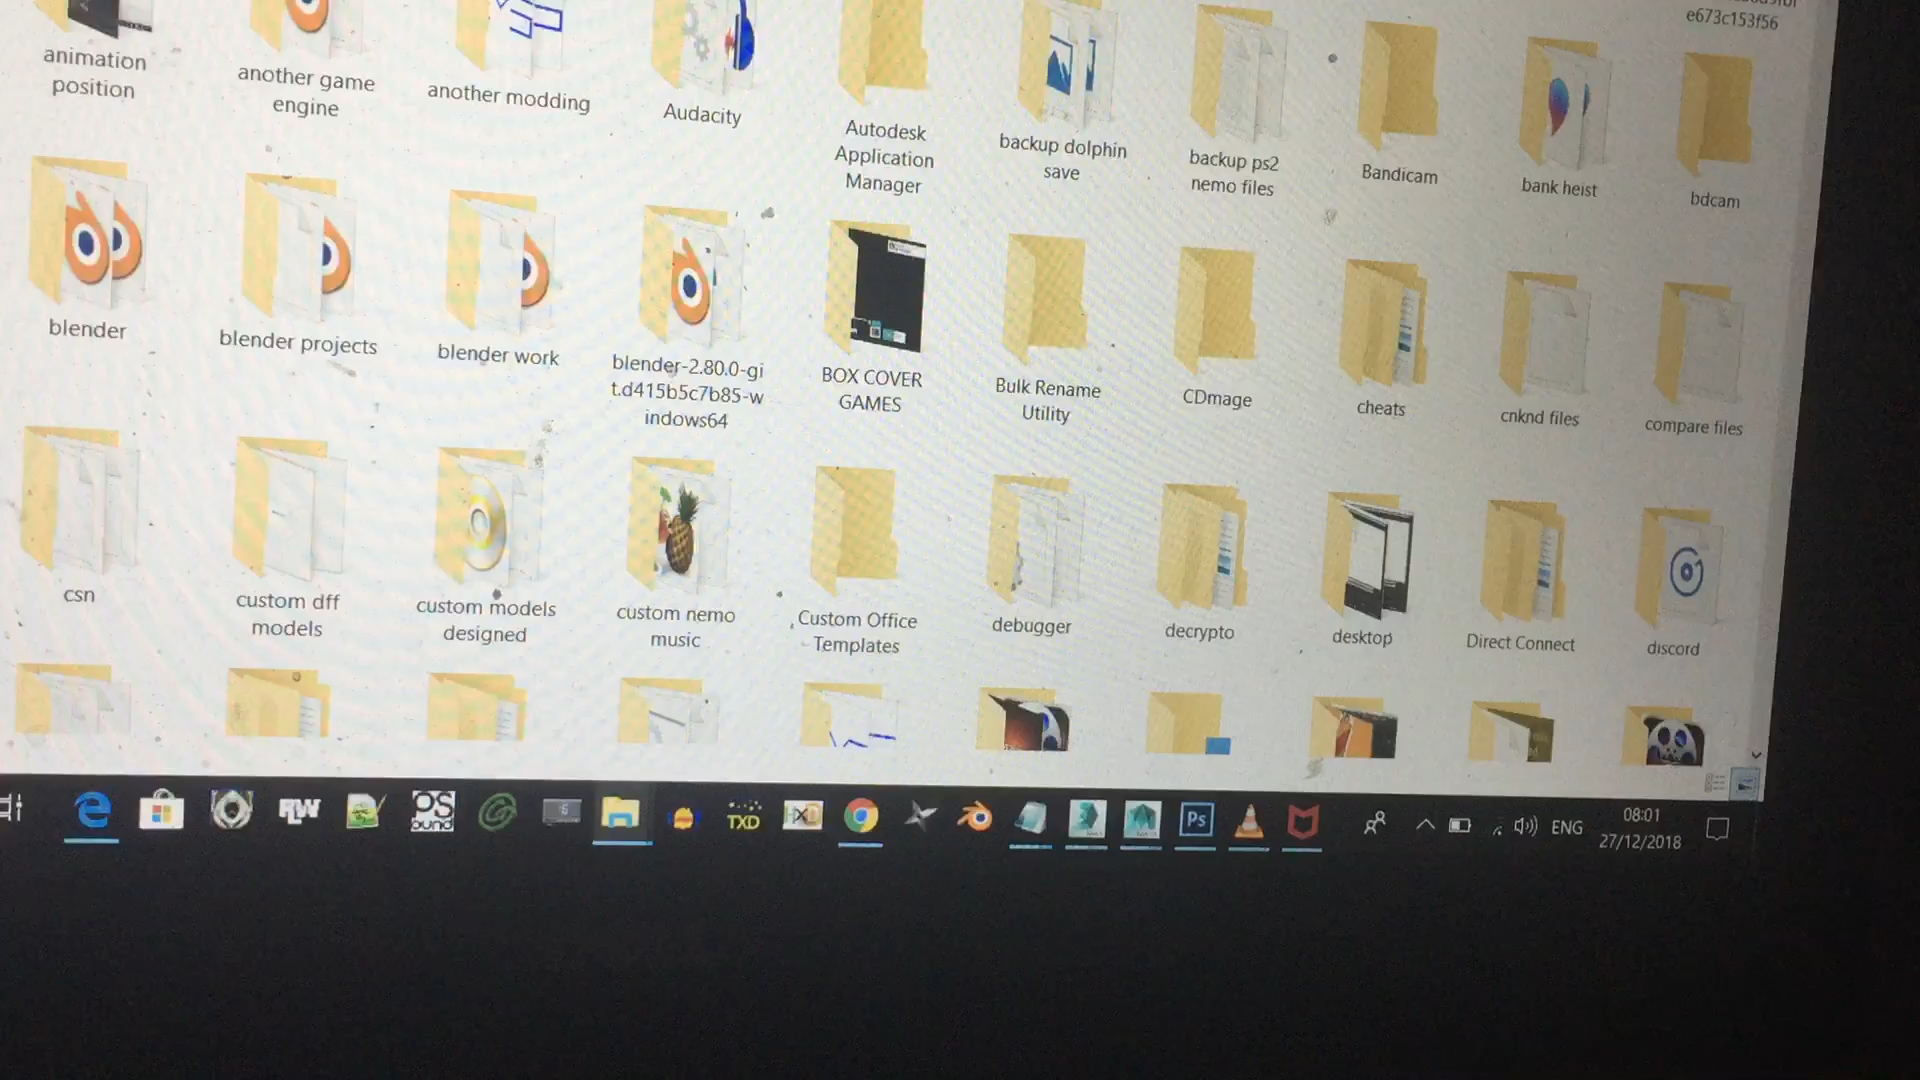 e673c153f56
animation
position
another game
engine
another modding
Audacity
Autodesk
Application
Manager
backup dolphin
save
backup ps2
nemo files
Bandicam
bank heist
bdcam
blender
blender projects
blender work
blender-2.80.0-gi
t.d415b5c7b85-w
indows64
BOX COVER
GAMES
Bulk Rename
Utility
CDmage
cheats
cnknd files
compare files
csn
custom dff
models
custom models
designed
custom nemo
music
Custom Office
Templates
debugger
decrypto
desktop
Direct Connect
discord
RW
PS
ound
S
TXD
Ps
ENG
08:01
27/12/2018